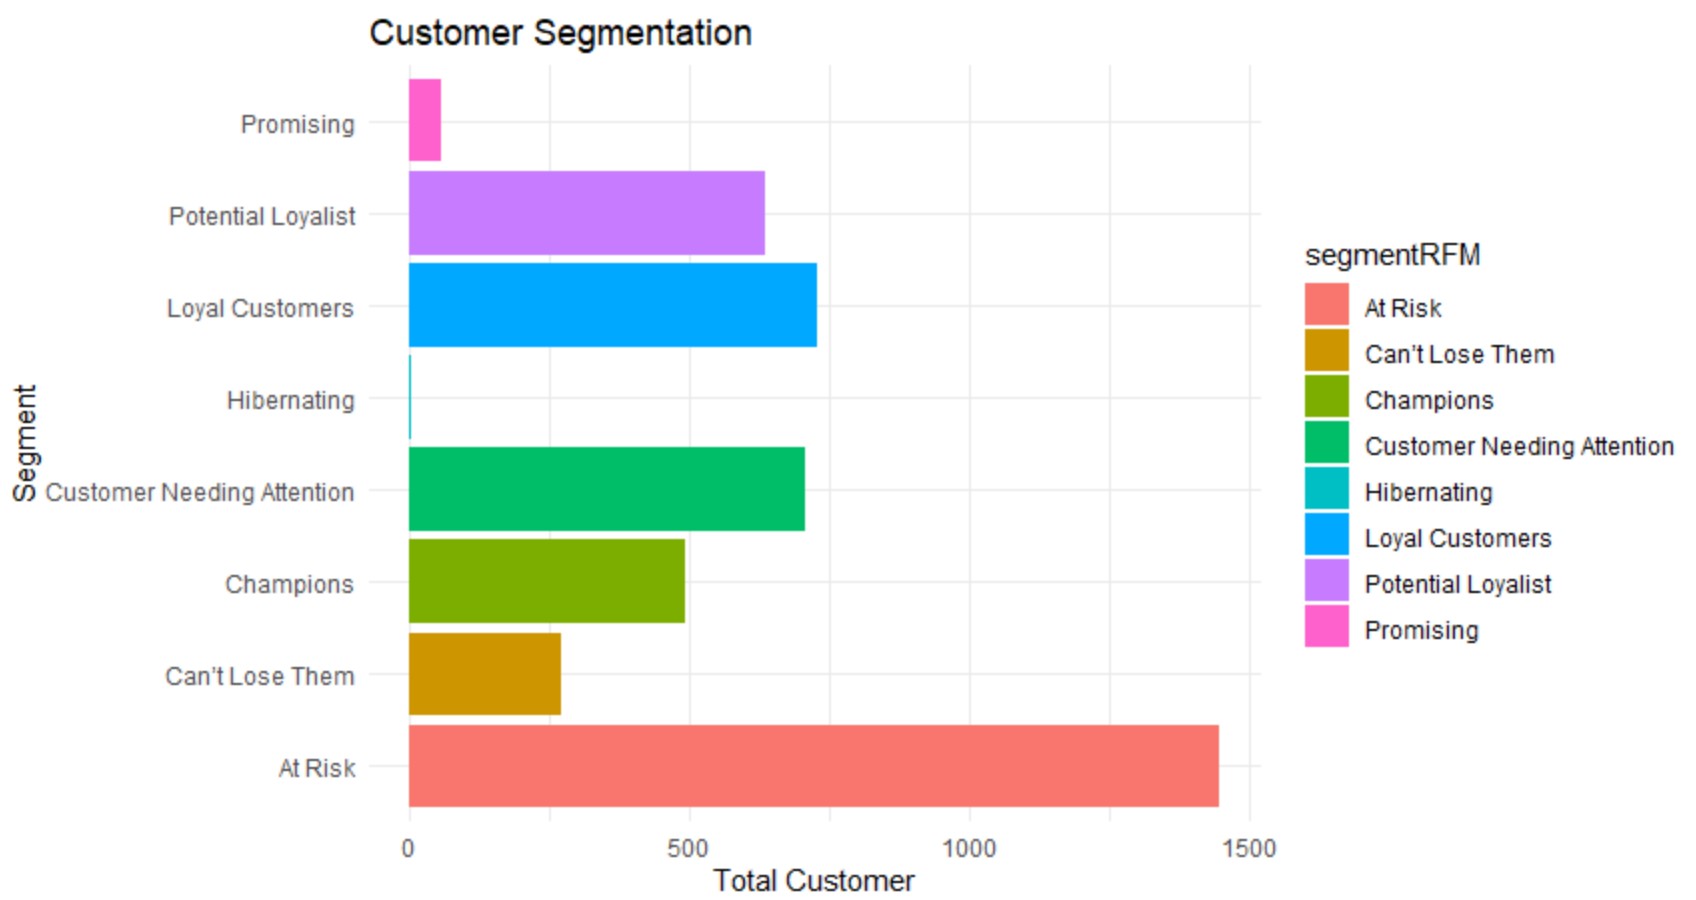 Customer Segmentation
Promising
Potential Loyalist
Loyal Customers
Hibernating
Customer Needing Attention
Champions
Can't Lose Them
At Risk
Segment
0 500 1000 1500
Total Customer
segmentRFM
At Risk
Can't Lose Them
Champions
Customer Needing Attention
Hibernating
Loyal Customers
Potential Loyalist
Promising